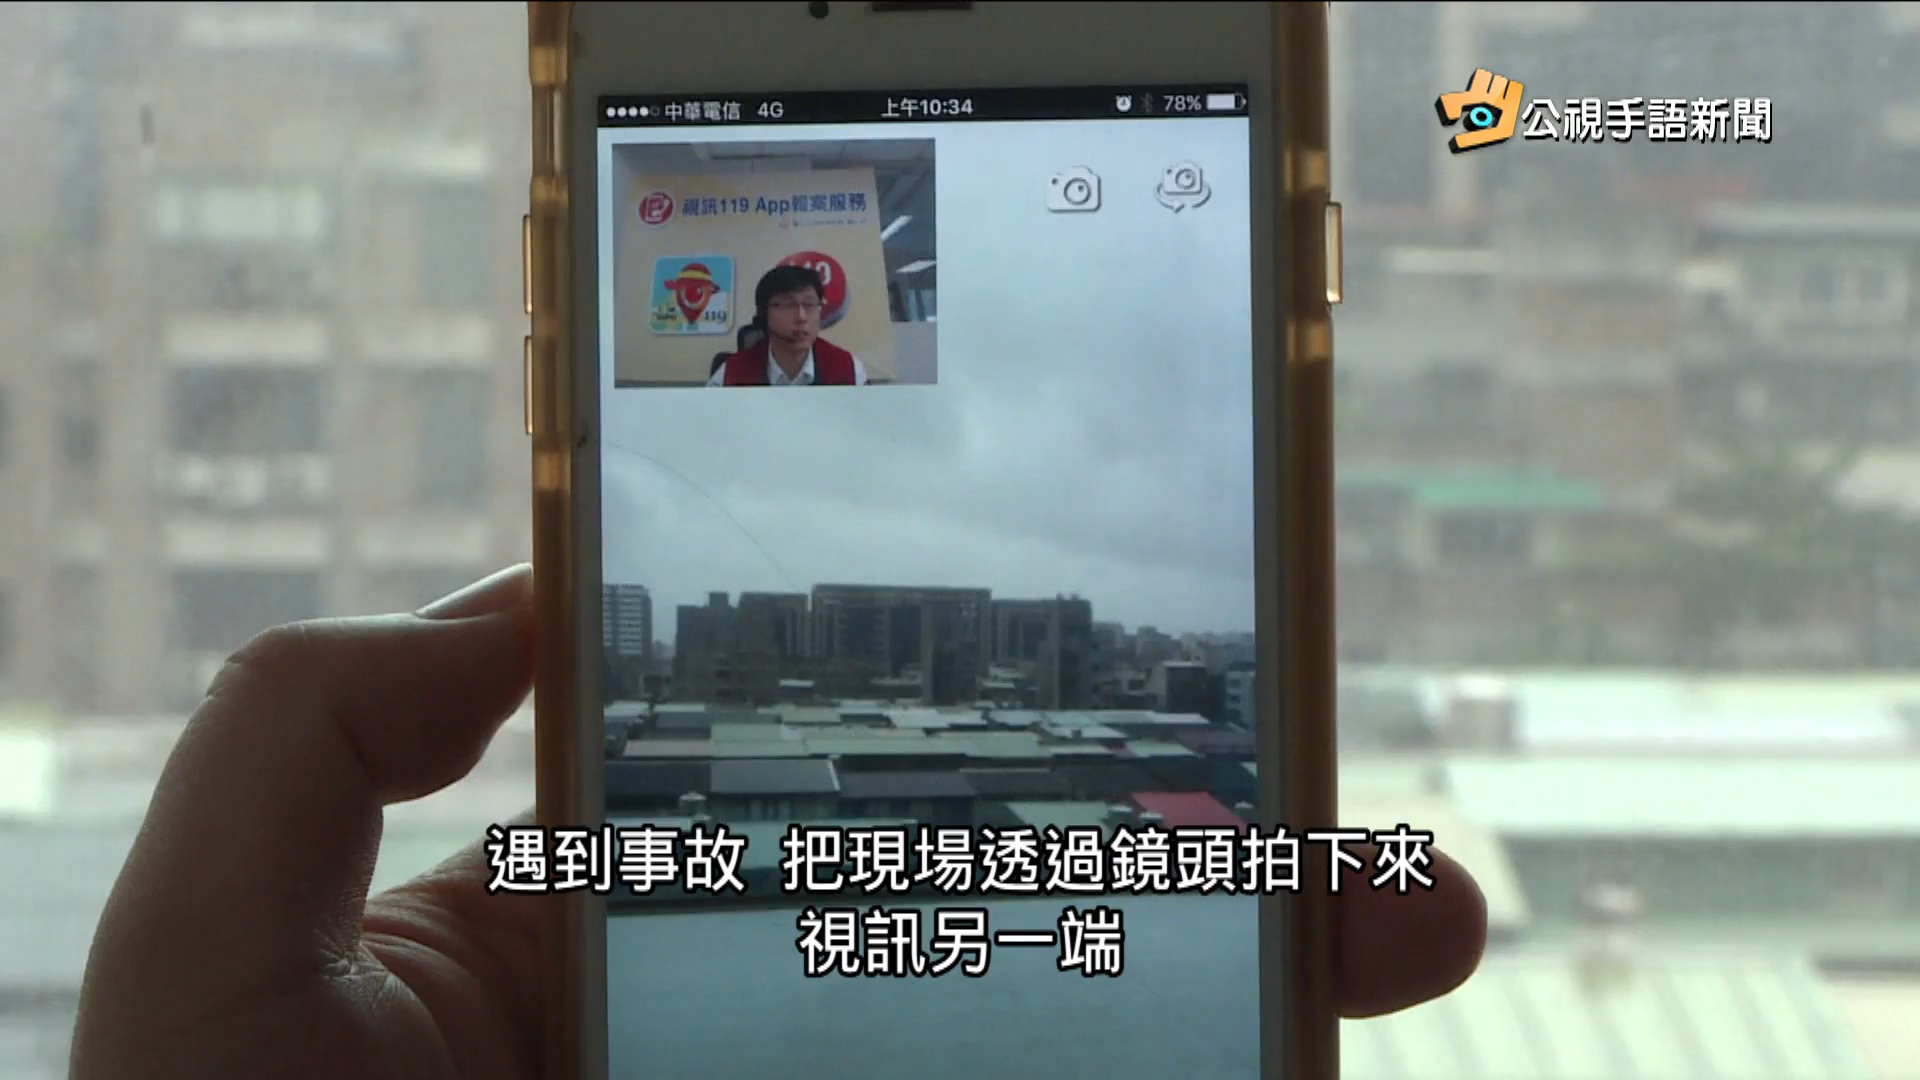 中華電信 4G 上午10:34 78%
公視手語新聞
視訊119 App報案服務
119
遇到事故 把現場透過鏡頭拍下來
視訊另一端